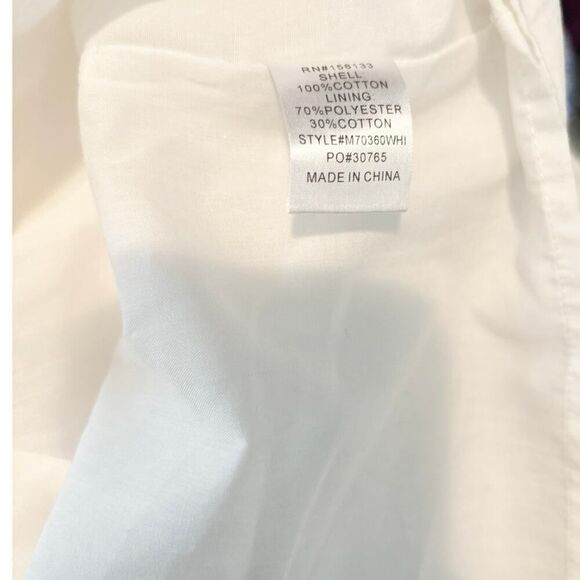 RN#158133
SHELL
100%COTTON
LINING
70%POLYESTER
30%COTTON
STYLE#M70360WHI
PO#30765
MADE IN CHINA